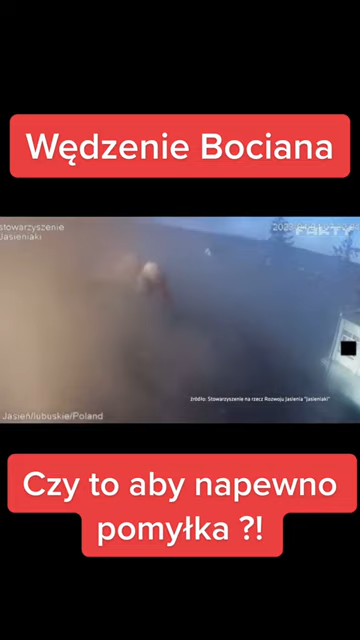 Wędzenie Bociana
stowarzyszenie
Jasieniaki
FAKTY
źródło: Stowarzyszenie na rzecz Rozwoju Jasienia "Jasieniaki"
Jasień/lubuskie/Poland
Czy to aby napewno
pomyłka ?!